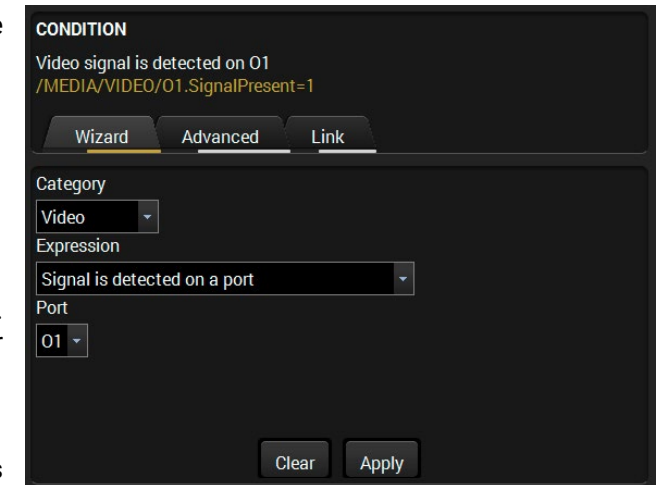 CONDITION
Video signal is detected on O1
/MEDIA/VIDEO/O1.SignalPresent=1
Wizard Advanced Link
Category
Video
Expression
Signal is detected on a port
Port
O1
Clear Apply